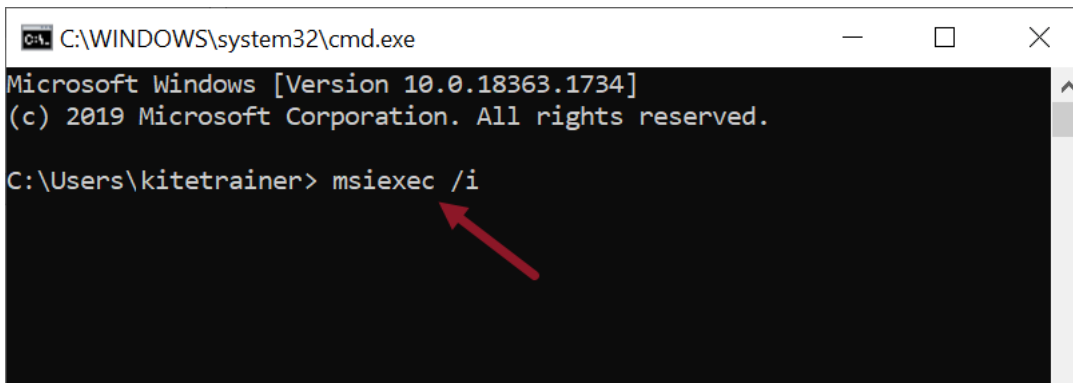 C:\WINDOWS\system32\cmd.exe
Microsoft Windows [Version 10.0.18363.1734]
(c) 2019 Microsoft Corporation. All rights reserved.
C:\Users\kitetrainer> msiexec /i